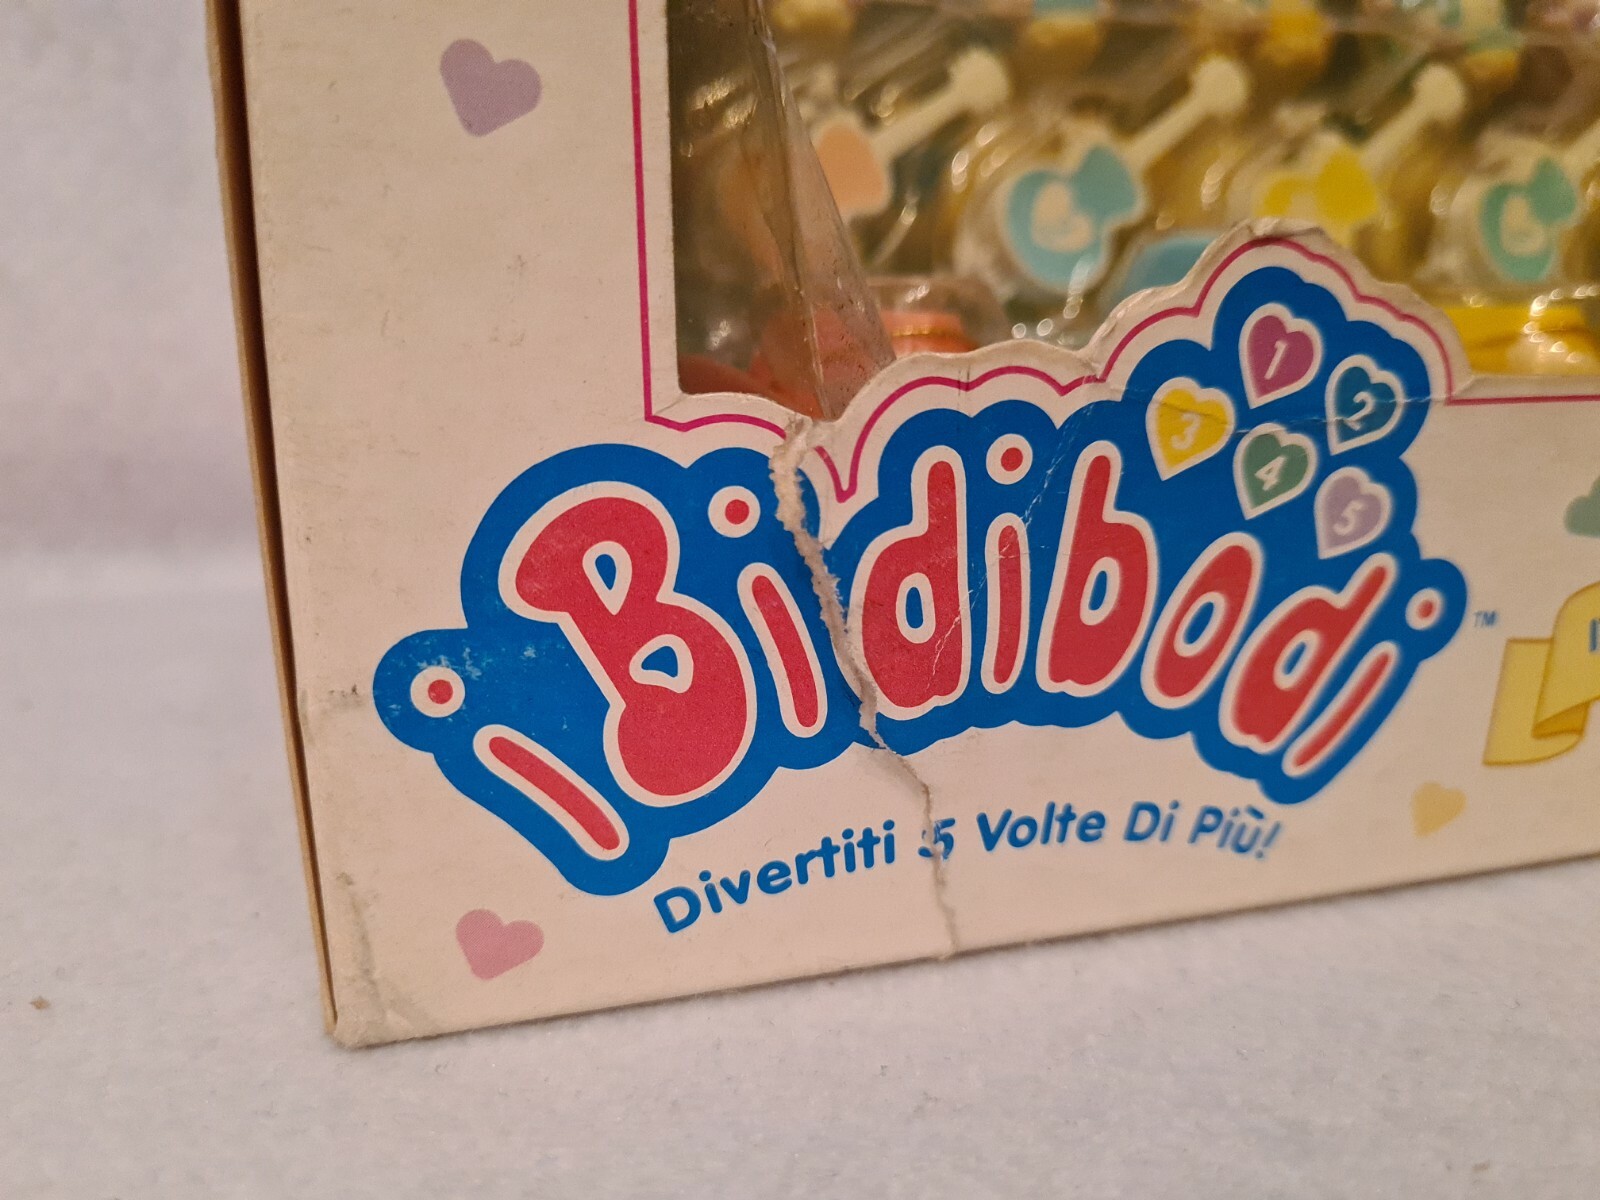 1
3 2
4
5
i Bidibodi™
Divertiti 5 Volte Di Più!